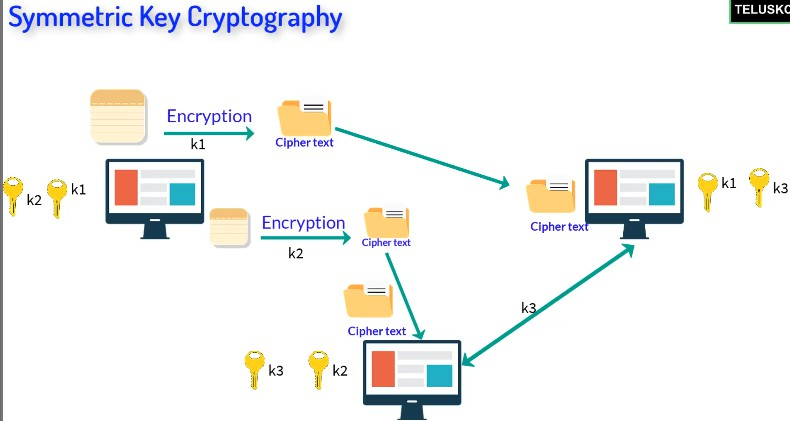 Symmetric Key Cryptography
TELUSKO
Encryption
k1
Cipher text
k2
k1
k1
k3
Cipher text
Encryption
k2
Cipher text
Cipher text
k3
k3
k2